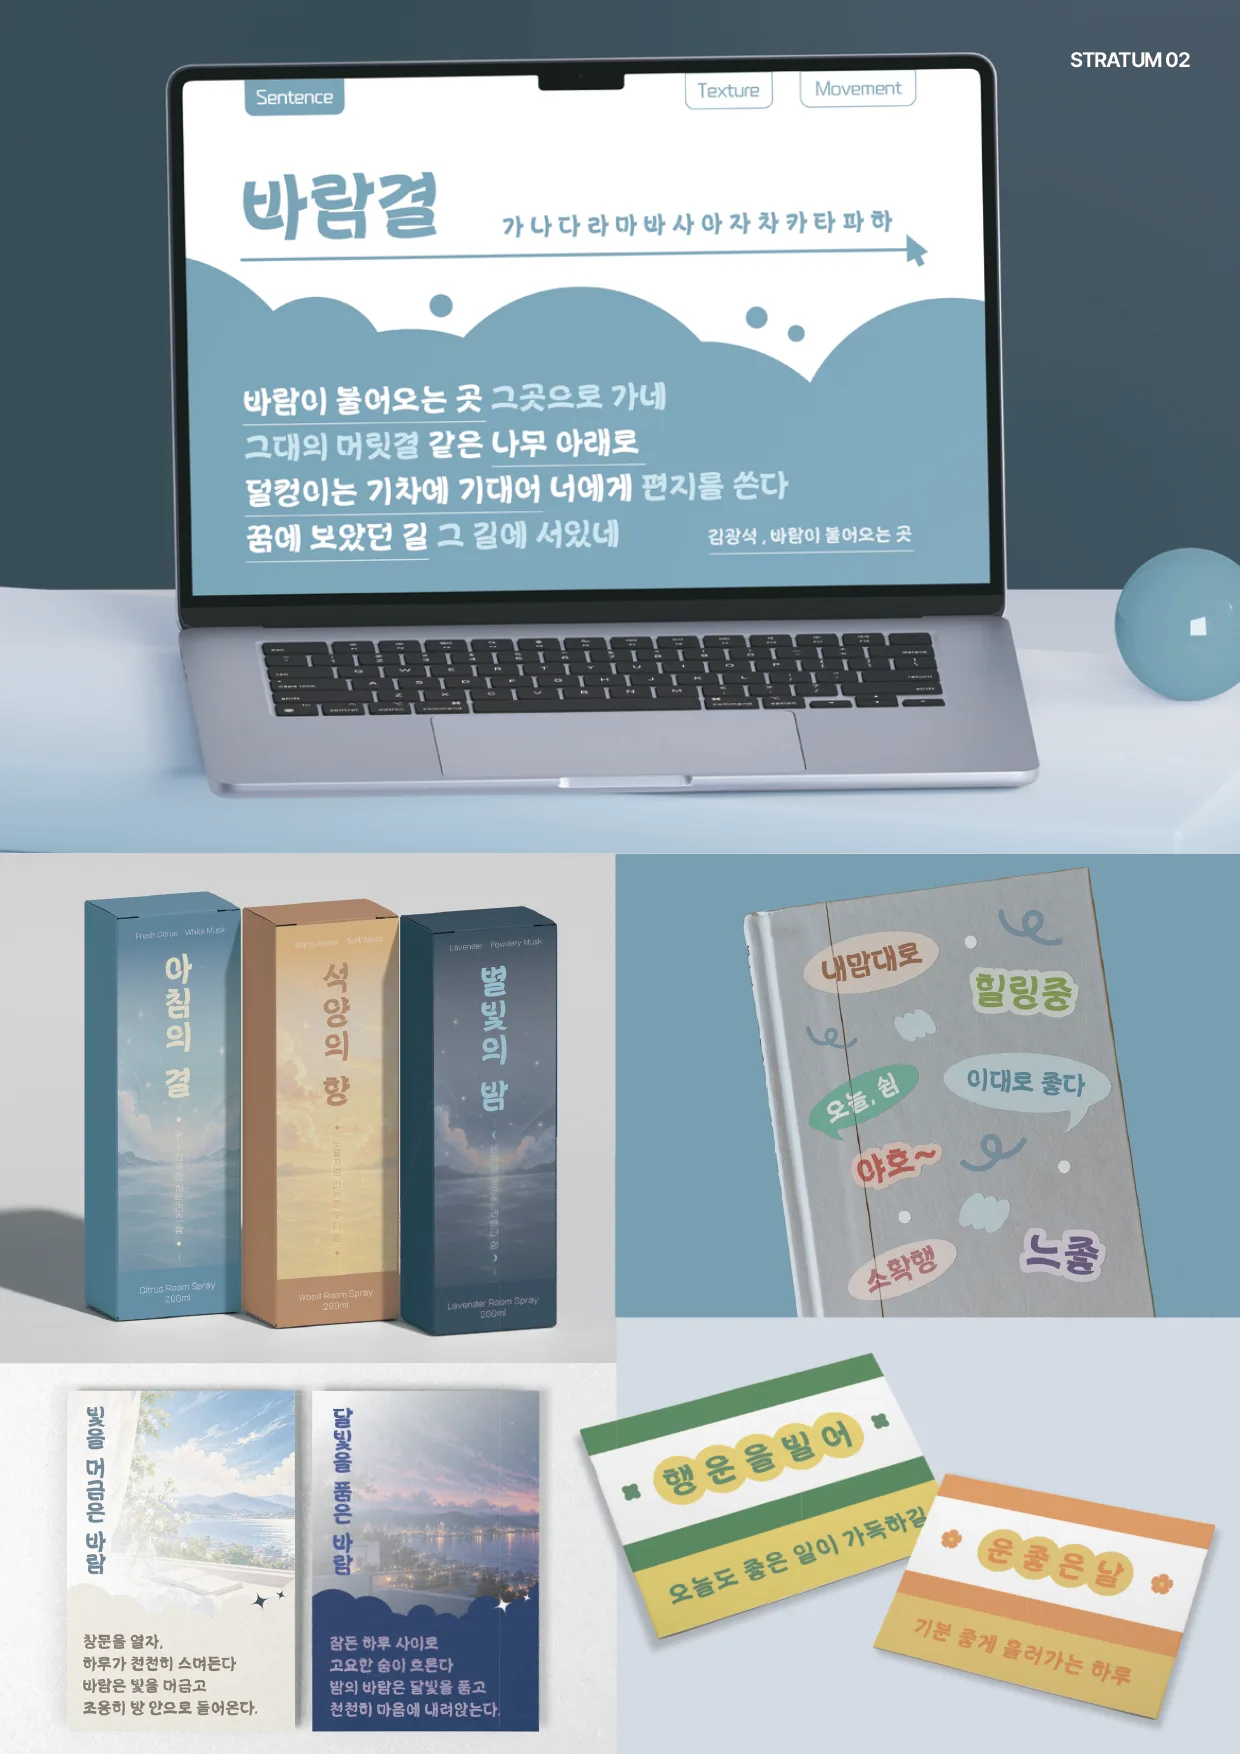 STRATUM 02
Sentence
Texture
Movement
바람결
가나다라마바사아자차카타파하
바람이 불어오는 곳 그곳으로 가네
그대의 머릿결 같은 나무 아래로
덜컹이는 기차에 기대어 너에게 편지를 쓴다
꿈에 보았던 길 그 길에 서있네
김광석 , 바람이 불어오는 곳
Fresh Citrus · White Musk
아침의 결
Citrus Room Spray
200ml
석양의 향
Wood Room Spray
200ml
Lavender · Powdery Musk
별빛의 밤
Lavender Room Spray
200ml
내맘대로
힐링중
오늘, 쉼
이대로 좋다
야호~
소확행
느좋
빛을 머금은 바람
창문을 열자,
하루가 천천히 스며든다
바람은 빛을 머금고
조용히 방 안으로 들어온다.
달빛을 품은 바람
잠든 하루 사이로
고요한 숨이 흐른다
밤의 바람은 달빛을 품고
천천히 마음에 내려앉는다.
행운을빌어
오늘도 좋은 일이 가득하길
운좋은날
기분 좋게 흘러가는 하루